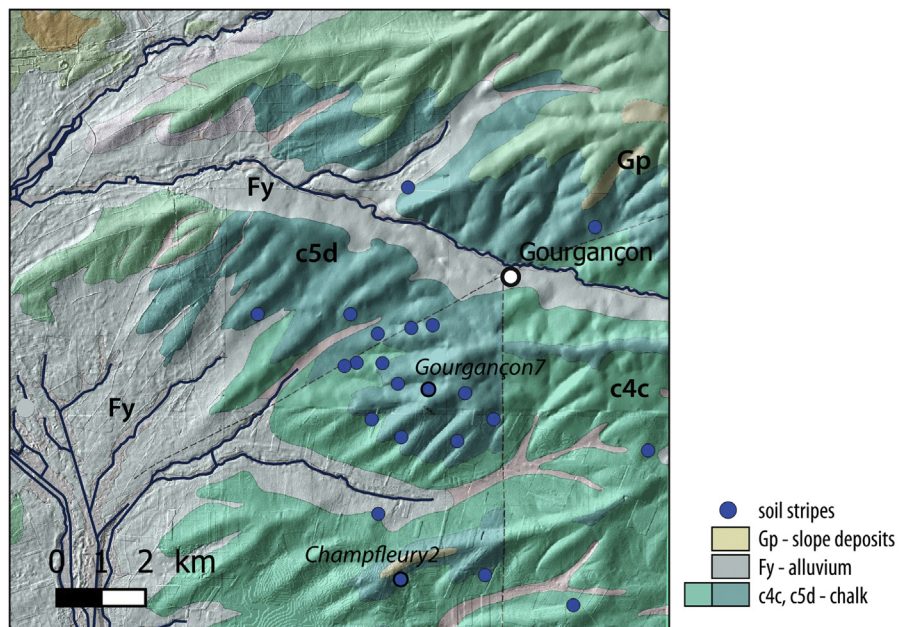 Gp
Fy
Gourgançon
c5d
Gourgançon7
c4c
Fy
Champfleury2
0 1 2 km
soil stripes
Gp - slope deposits
Fy - alluvium
c4c, c5d - chalk